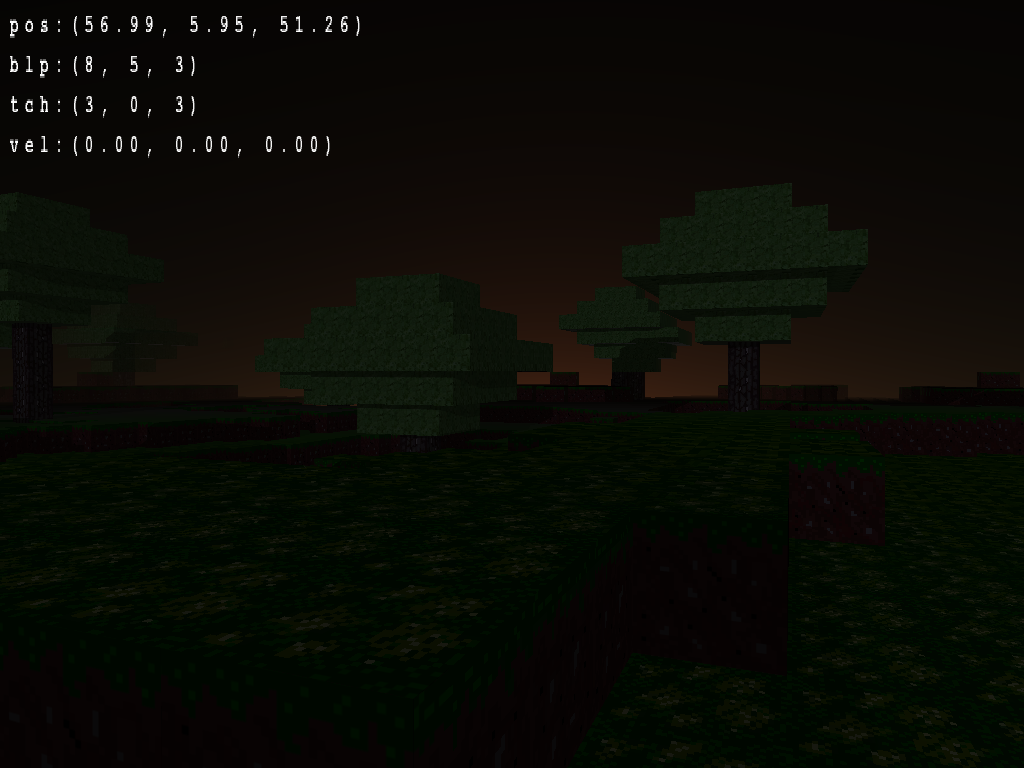 pos:(56.99, 5.95, 51.26)
blp:(8, 5, 3)
tch:(3, 0, 3)
vel:(0.00, 0.00, 0.00)